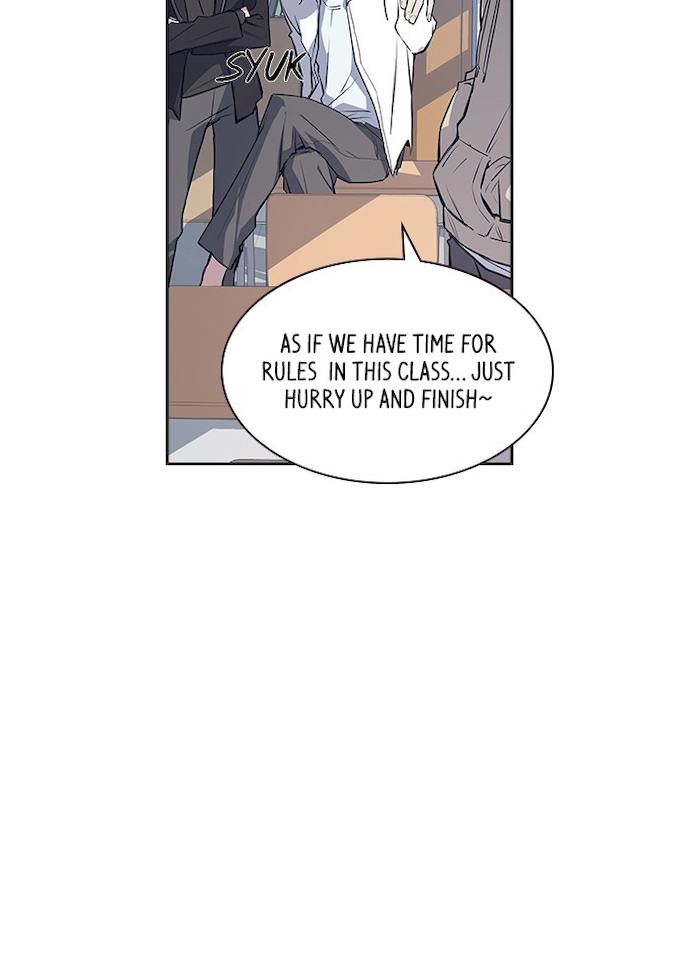 SYUK
AS IF WE HAVE TIME FOR
RULES IN THIS CLASS... JUST
HURRY UP AND FINISH~